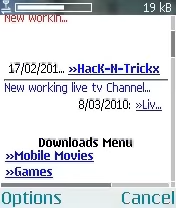 19 kB
New workin...
17/02/201... »HacK-N-Trickx
New working live tv Channel...
8/03/2010: »Liv...
Downloads Menu
»Mobile Movies
»Games
Options Cancel